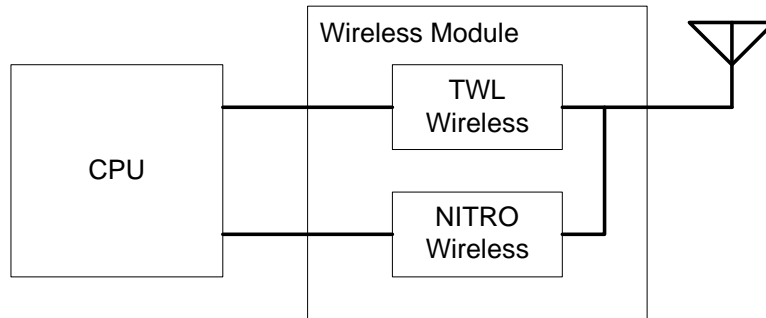 Wireless Module
CPU
TWL
Wireless
NITRO
Wireless